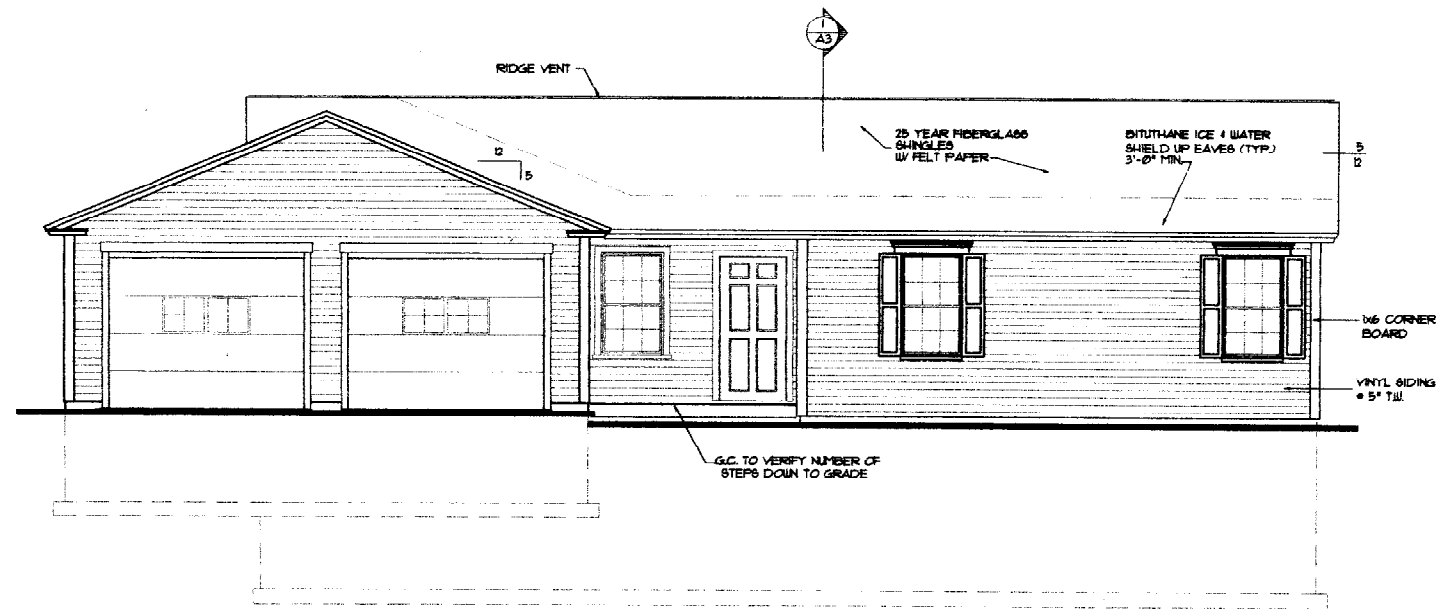 1
A3
RIDGE VENT
25 YEAR FIBERGLASS
SHINGLES
W/ FELT PAPER
BITUTHANE ICE & WATER
SHIELD UP EAVES (TYP.)
3'-0" MIN.
12
5
5
12
1X6 CORNER
BOARD
VINYL SIDING
@ 5" T.W.
G.C. TO VERIFY NUMBER OF
STEPS DOWN TO GRADE